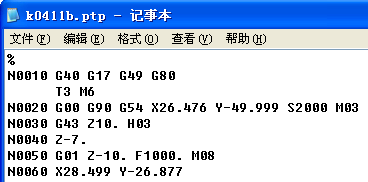 k0411b.ptp - 记事本
文件(F) 编辑(E) 格式(O) 查看(V) 帮助(H)
%
N0010 G40 G17 G49 G80
T3 M6
N0020 G00 G90 G54 X26.476 Y-49.999 S2000 M03
N0030 G43 Z10. H03
N0040 Z-7.
N0050 G01 Z-10. F1000. M08
N0060 X28.499 Y-26.877